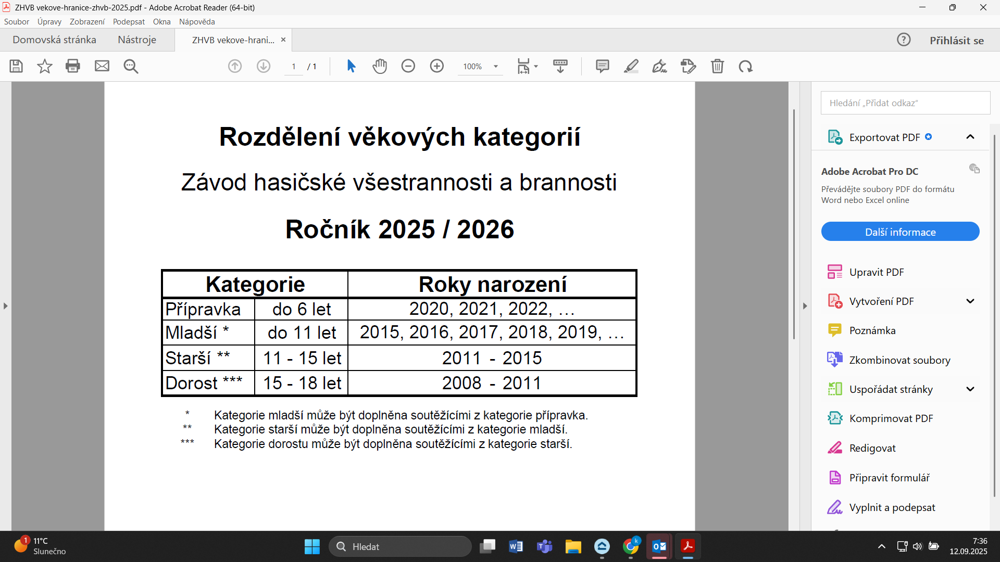 ZHVB vekove-hranice-zhvb-2025.pdf - Adobe Acrobat Reader (64-bit)
Soubor Úpravy Zobrazení Podepsat Okna Nápověda
Domovská stránka Nástroje ZHVB vekove-hrani... Přihlásit se
1 / 1 100%
Rozdělení věkových kategorií
Závod hasičské všestrannosti a brannosti
Ročník 2025 / 2026
Kategorie Roky narození
Přípravka do 6 let 2020, 2021, 2022, ...
Mladší * do 11 let 2015, 2016, 2017, 2018, 2019, ...
Starší ** 11 - 15 let 2011 - 2015
Dorost *** 15 - 18 let 2008 - 2011
* Kategorie mladší může být doplněna soutěžícími z kategorie přípravka.
** Kategorie starší může být doplněna soutěžícími z kategorie mladší.
*** Kategorie dorostu může být doplněna soutěžícími z kategorie starší.
Hledání „Přidat odkaz“
Exportovat PDF
Adobe Acrobat Pro DC
Převádějte soubory PDF do formátu
Word nebo Excel online
Další informace
Upravit PDF
Vytvoření PDF
Poznámka
Zkombinovat soubory
Uspořádat stránky
Komprimovat PDF
Redigovat
Připravit formulář
Vyplnit a podepsat
1 11°C
Slunečno
Hledat
k
7:36
12.09.2025